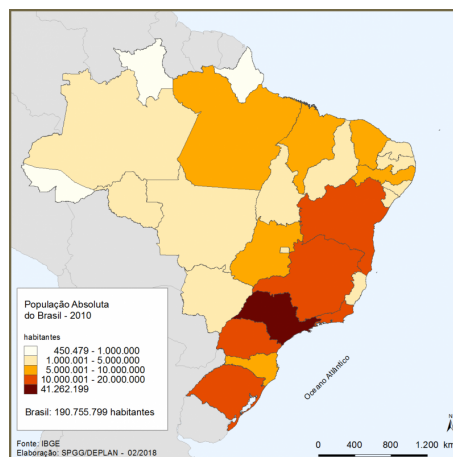 População Absoluta
do Brasil - 2010
habitantes
450.479 - 1.000.000
1.000.001 - 5.000.000
5.000.001 - 10.000.000
10.000.001 - 20.000.000
41.262.199
Brasil: 190.755.799 habitantes
Oceano Atlântico
Fonte: IBGE
Elaboração: SPGG/DEPLAN - 02/2018
N
0 400 800 1.200 km